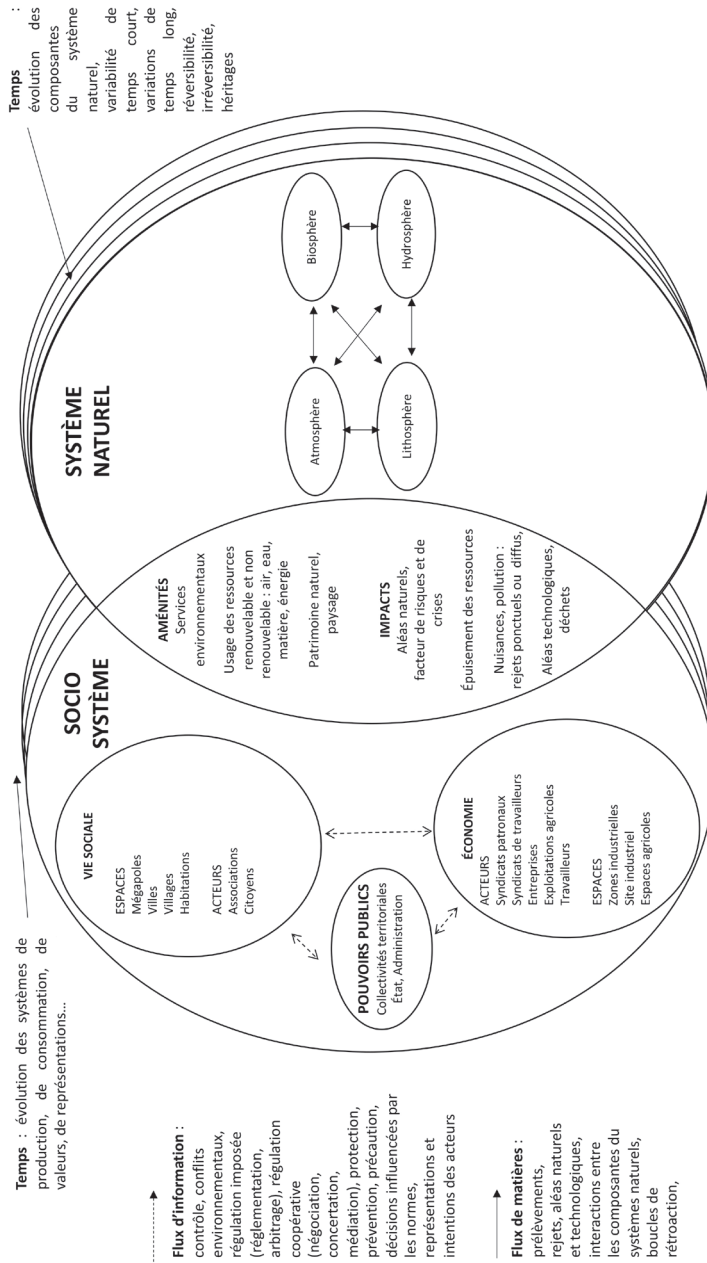 Temps : évolution des systèmes de
production, de consommation, de
valeurs, de représentations...
Flux d'information :
contrôle, conflits
environnementaux,
régulation imposée
(réglementation,
arbitrage), régulation
coopérative
(négociation,
concertation,
médiation), protection,
prévention, précaution,
décisions influencées par
les normes,
représentations et
intentions des acteurs
Flux de matières :
prélèvements,
rejets, aléas naturels
et technologiques,
interactions entre
les composantes du
systèmes naturels,
boucles de
rétroaction,
SOCIO
SYSTÈME
VIE SOCIALE
ESPACES
Mégapoles
Villes
Villages
Habitations
ACTEURS
Associations
Citoyens
POUVOIRS PUBLICS
Collectivités territoriales
État, Administration
ÉCONOMIE
ACTEURS
Syndicats patronaux
Syndicats de travailleurs
Entreprises
Exploitations agricoles
Travailleurs
ESPACES
Zones industrielles
Site industriel
Espaces agricoles
AMÉNITÉS
Services
environnementaux
Usage des ressources
renouvelable et non
renouvelable : air, eau,
matière, énergie
Patrimoine naturel,
paysage
IMPACTS
Aléas naturels,
facteur de risques et de
crises
Épuisement des ressources
Nuisances, pollution :
rejets ponctuels ou diffus,
Aléas technologiques,
déchets
SYSTÈME
NATUREL
Atmosphère
Biosphère
Lithosphère
Hydrosphère
Temps :
évolution des
composantes
du système
naturel,
variabilité de
temps court,
variations de
temps long,
réversibilité,
irréversibilité,
héritages